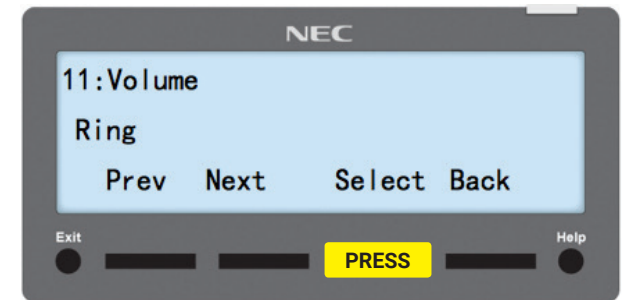 NEC
11:Volume
Ring
Prev Next Select Back
Exit Help
PRESS